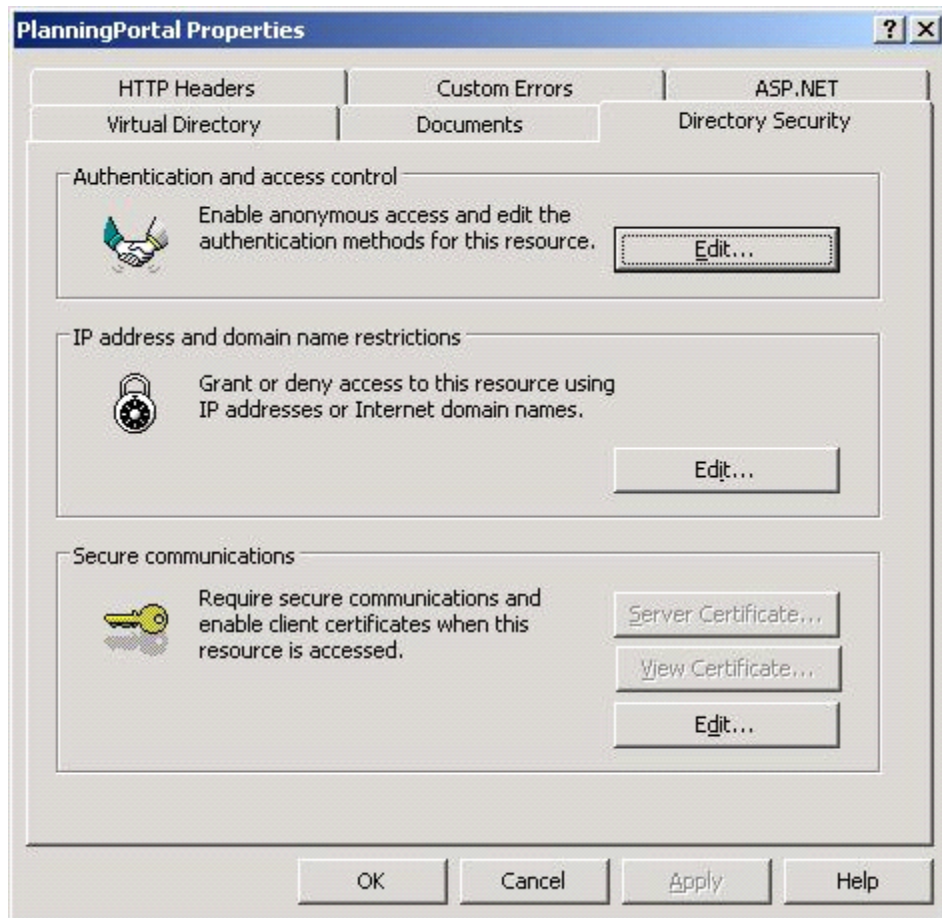 PlanningPortal Properties
HTTP Headers
Custom Errors
ASP.NET
Virtual Directory
Documents
Directory Security
Authentication and access control
Enable anonymous access and edit the
authentication methods for this resource.
Edit...
IP address and domain name restrictions
Grant or deny access to this resource using
IP addresses or Internet domain names.
Edit...
Secure communications
Require secure communications and
enable client certificates when this
resource is accessed.
Server Certificate...
View Certificate...
Edit...
OK
Cancel
Apply
Help